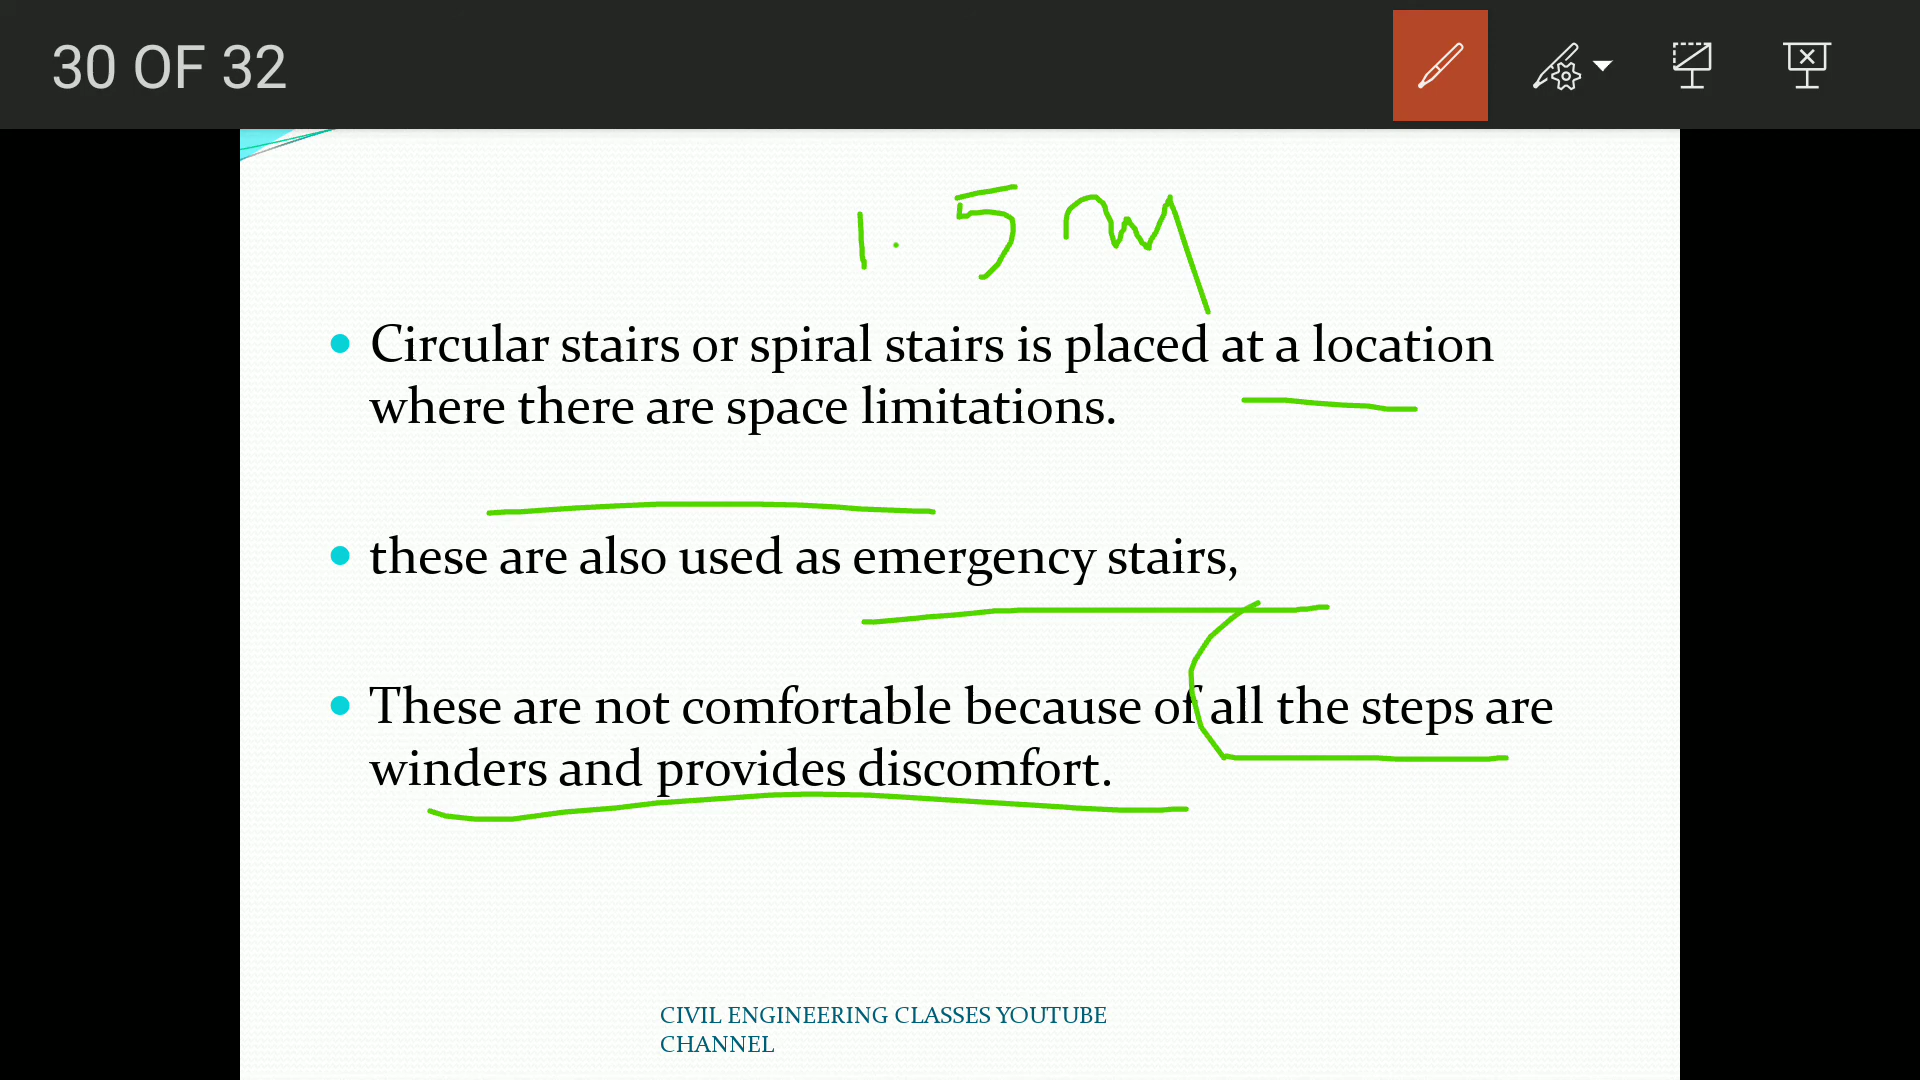 30 OF 32
1.5 m
Circular stairs or spiral stairs is placed at a location
where there are space limitations.
these are also used as emergency stairs,
These are not comfortable because of all the steps are
winders and provides discomfort.
CIVIL ENGINEERING CLASSES YOUTUBE
CHANNEL